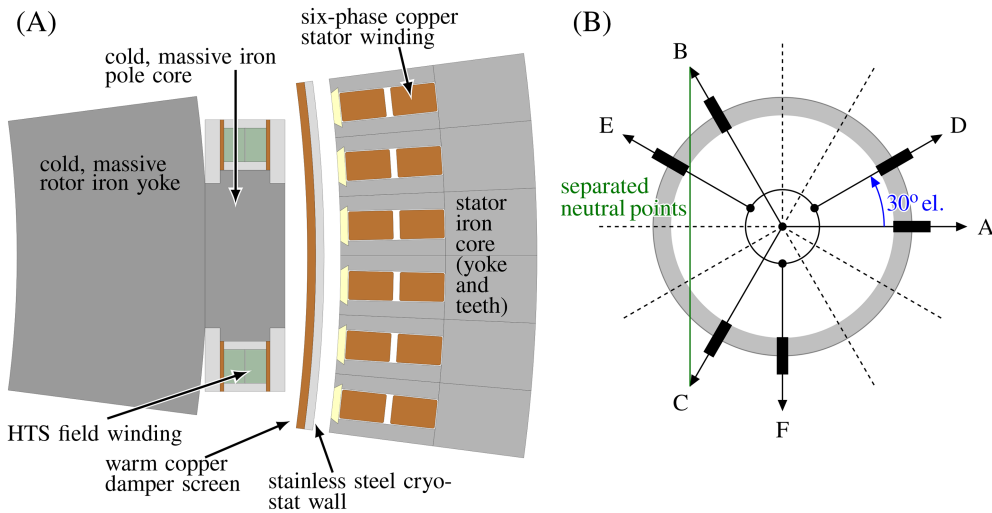 (A)
six-phase copper
stator winding
cold, massive iron
pole core
cold, massive
rotor iron yoke
stator
iron
core
(yoke
and
teeth)
HTS field winding
warm copper
damper screen
stainless steel cryo-
stat wall
(B)
B
E
D
separated
neutral points
30° el.
A
C
F